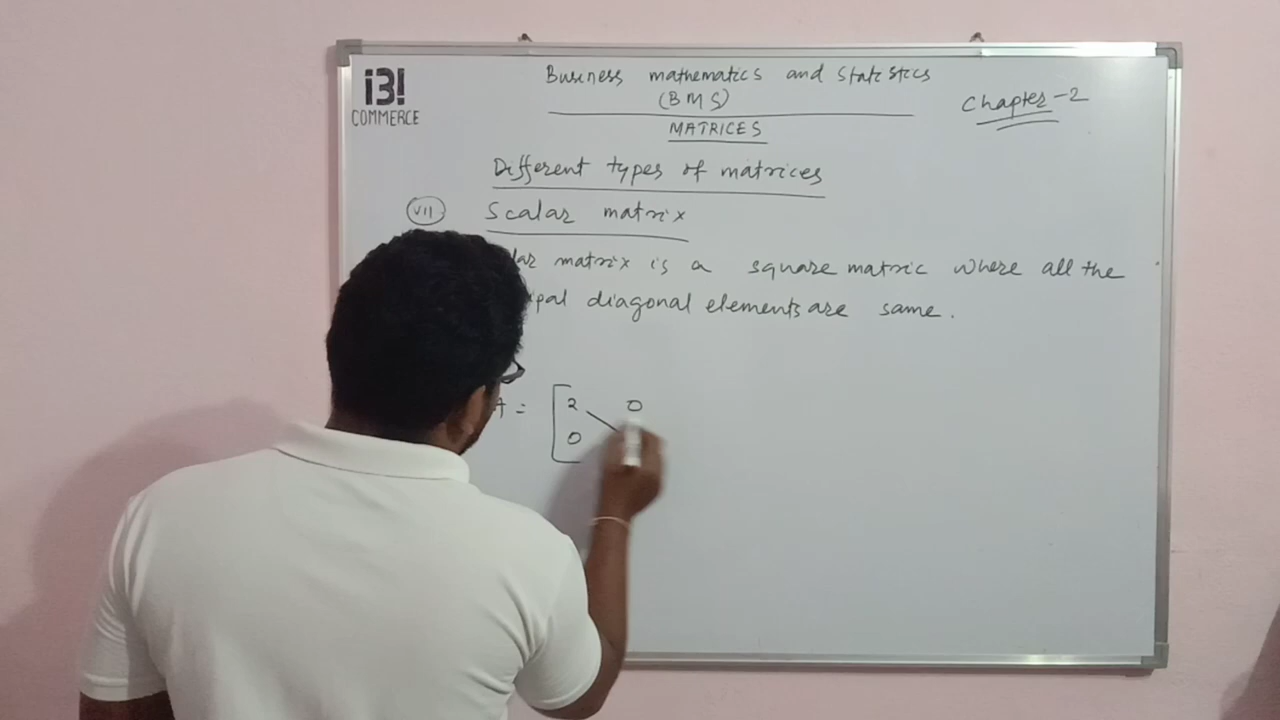 i3!
COMMERCE
Business mathematics and statistics
(BMS)
Chapter-2
MATRICES
Different types of matrices
VII Scalar matrix
matrix is a square matric where all the
diagonal elements are same.
A = [ 2 0
0